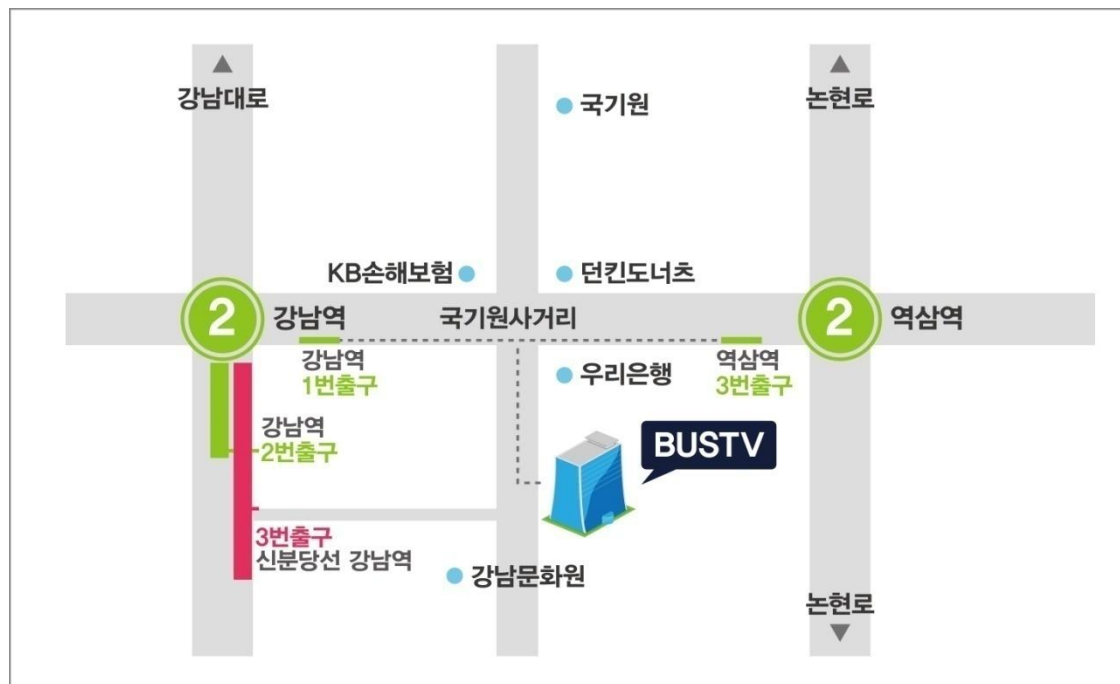 강남대로
논현로
국기원
KB손해보험
던킨도너츠
2
강남역
국기원사거리
2
역삼역
강남역
1번출구
우리은행
역삼역
3번출구
강남역
2번출구
BUSTV
3번출구
신분당선 강남역
강남문화원
논현로